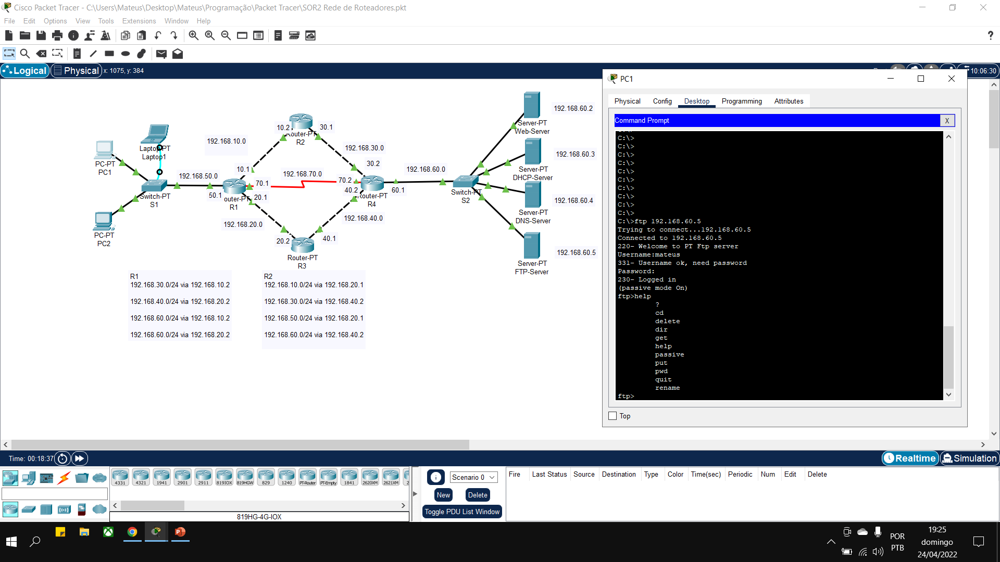 Cisco Packet Tracer - C:\Users\Mateus\Desktop\Mateus\Programação\Packet Tracer\SOR2 Rede de Roteadores.pkt
File Edit Options View Tools Extensions Window Help
Logical Physical x: 1075, y: 384
10:06:30
192.168.60.2
Server-PT
Web-Server
192.168.60.3
Server-PT
DHCP-Server
192.168.60.4
Server-PT
DNS-Server
192.168.60.5
Server-PT
FTP-Server
10.2
30.1
Router-PT
R2
192.168.10.0
192.168.30.0
Laptop-PT
Laptop1
PC-PT
PC1
30.2
10.1
192.168.50.0
192.168.70.0
192.168.60.0
70.1
70.2
50.1
20.1
outer-PT
R1
40.2
60.1
Router-PT
R4
Switch-PT
S1
Switch-PT
S2
192.168.20.0
192.168.40.0
PC-PT
PC2
20.2
40.1
Router-PT
R3
R1
192.168.30.0/24 via 192.168.10.2
192.168.40.0/24 via 192.168.20.2
192.168.60.0/24 via 192.168.10.2
192.168.60.0/24 via 192.168.20.2
R2
192.168.10.0/24 via 192.168.20.1
192.168.30.0/24 via 192.168.40.2
192.168.50.0/24 via 192.168.20.1
192.168.60.0/24 via 192.168.40.2
PC1
Physical Config Desktop Programming Attributes
Command Prompt X
C:\>
C:\>
C:\>
C:\>
C:\>
C:\>
C:\>
C:\>
C:\>
C:\>
C:\>ftp 192.168.60.5
Trying to connect...192.168.60.5
Connected to 192.168.60.5
220- Welcome to PT Ftp server
Username:mateus
331- Username ok, need password
Password:
230- Logged in
(passive mode On)
ftp>help
?
cd
delete
dir
get
help
passive
put
pwd
quit
rename
ftp>
Top
Time: 00:18:37
Realtime Simulation
4331 4321 1941 2901 2911 819IOX 819HGW 829 1240 PT-Router PT-Empty 1841 2620XM 2621XM 2
819HG-4G-IOX
Scenario 0
New Delete
Toggle PDU List Window
Fire Last Status Source Destination Type Color Time(sec) Periodic Num Edit Delete
POR
PTB
19:25
domingo
24/04/2022